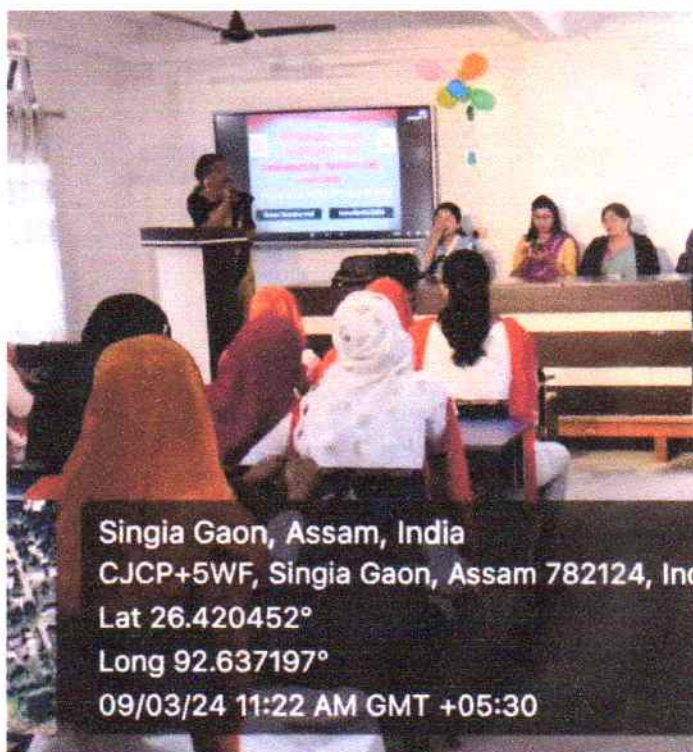 Singia Gaon, Assam, India
CJCP+5WF, Singia Gaon, Assam 782124, Ind
Lat 26.420452°
Long 92.637197°
09/03/24 11:22 AM GMT +05:30